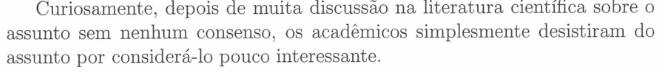 Curiosamente, depois de muita discussão na literatura científica sobre o
assunto sem nenhum consenso, os acadêmicos simplesmente desistiram do
assunto por considerá-lo pouco interessante.